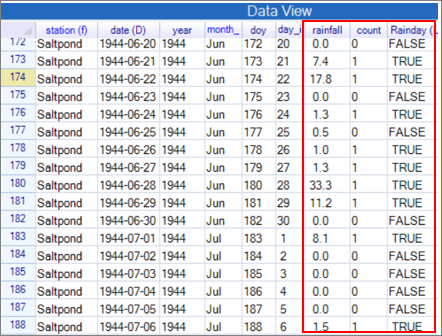 Data View
station (f) date (D) year month_ doy day_i rainfall count Rainday (
172 Saltpond 1944-06-20 1944 Jun 172 20 0.0 0 FALSE
173 Saltpond 1944-06-21 1944 Jun 173 21 7.4 1 TRUE
174 Saltpond 1944-06-22 1944 Jun 174 22 17.8 1 TRUE
175 Saltpond 1944-06-23 1944 Jun 175 23 0.0 0 FALSE
176 Saltpond 1944-06-24 1944 Jun 176 24 1.3 1 TRUE
177 Saltpond 1944-06-25 1944 Jun 177 25 0.5 0 FALSE
178 Saltpond 1944-06-26 1944 Jun 178 26 1.0 1 TRUE
179 Saltpond 1944-06-27 1944 Jun 179 27 1.3 1 TRUE
180 Saltpond 1944-06-28 1944 Jun 180 28 33.3 1 TRUE
181 Saltpond 1944-06-29 1944 Jun 181 29 11.2 1 TRUE
182 Saltpond 1944-06-30 1944 Jun 182 30 0.0 0 FALSE
183 Saltpond 1944-07-01 1944 Jul 183 1 8.1 1 TRUE
184 Saltpond 1944-07-02 1944 Jul 184 2 0.0 0 FALSE
185 Saltpond 1944-07-03 1944 Jul 185 3 0.0 0 FALSE
186 Saltpond 1944-07-04 1944 Jul 186 4 0.0 0 FALSE
187 Saltpond 1944-07-05 1944 Jul 187 5 0.0 0 FALSE
188 Saltpond 1944-07-06 1944 Jul 188 6 1.5 1 TRUE